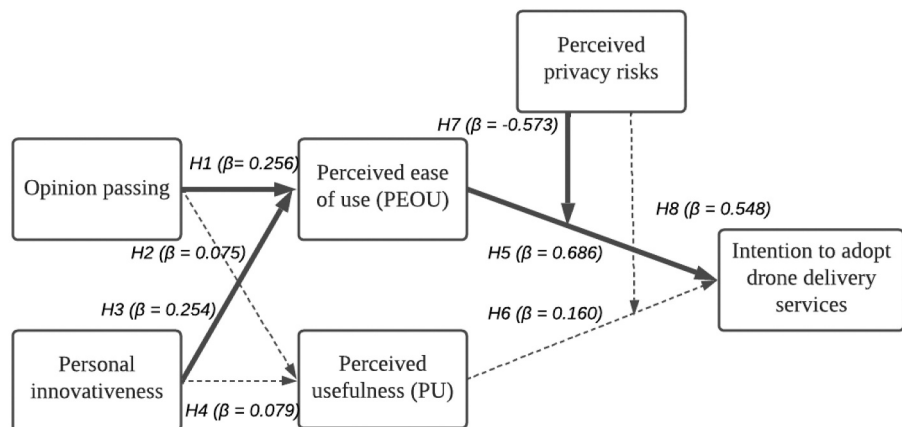 Perceived
privacy risks
H7 (β = -0.573)
H1 (β= 0.256)
Opinion passing
Perceived ease
of use (PEOU)
H8 (β = 0.548)
H2 (β = 0.075)
H5 (β = 0.686)
Intention to adopt
drone delivery
services
H3 (β = 0.254)
H6 (β = 0.160)
Personal
innovativeness
Perceived
usefulness (PU)
H4 (β = 0.079)